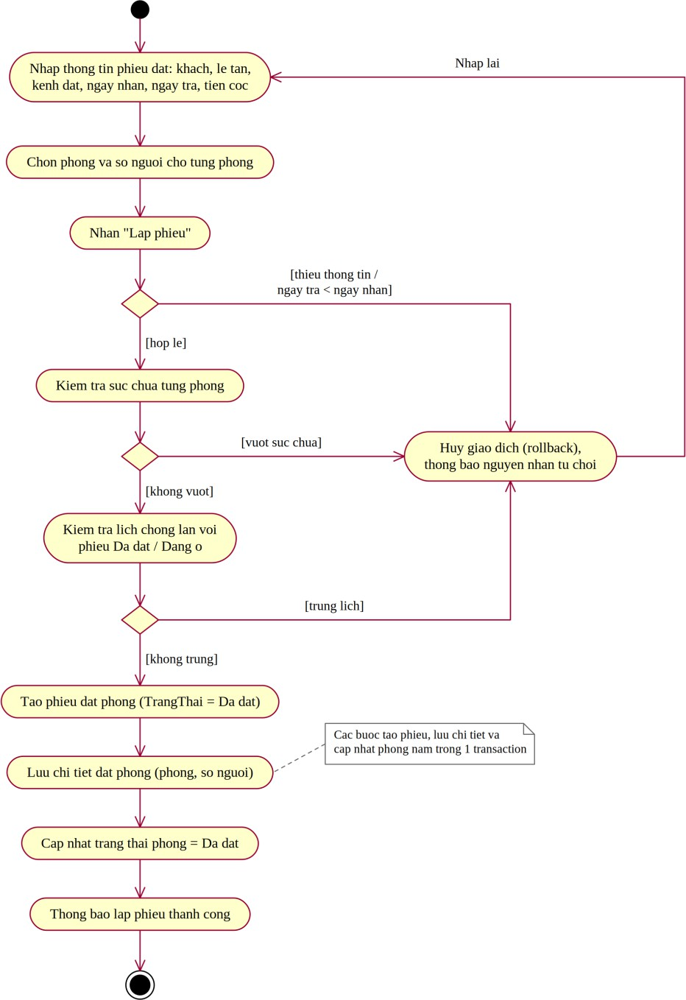 Nhap lai
Nhap thong tin phieu dat: khach, le tan,
kenh dat, ngay nhan, ngay tra, tien coc
Chon phong va so nguoi cho tung phong
Nhan "Lap phieu"
[thieu thong tin /
ngay tra < ngay nhan]
[hop le]
Kiem tra suc chua tung phong
[vuot suc chua]
Huy giao dich (rollback),
thong bao nguyen nhan tu choi
[khong vuot]
Kiem tra lich chong lan voi
phieu Da dat / Dang o
[trung lich]
[khong trung]
Tao phieu dat phong (TrangThai = Da dat)
Cac buoc tao phieu, luu chi tiet va
cap nhat phong nam trong 1 transaction
Luu chi tiet dat phong (phong, so nguoi)
Cap nhat trang thai phong = Da dat
Thong bao lap phieu thanh cong